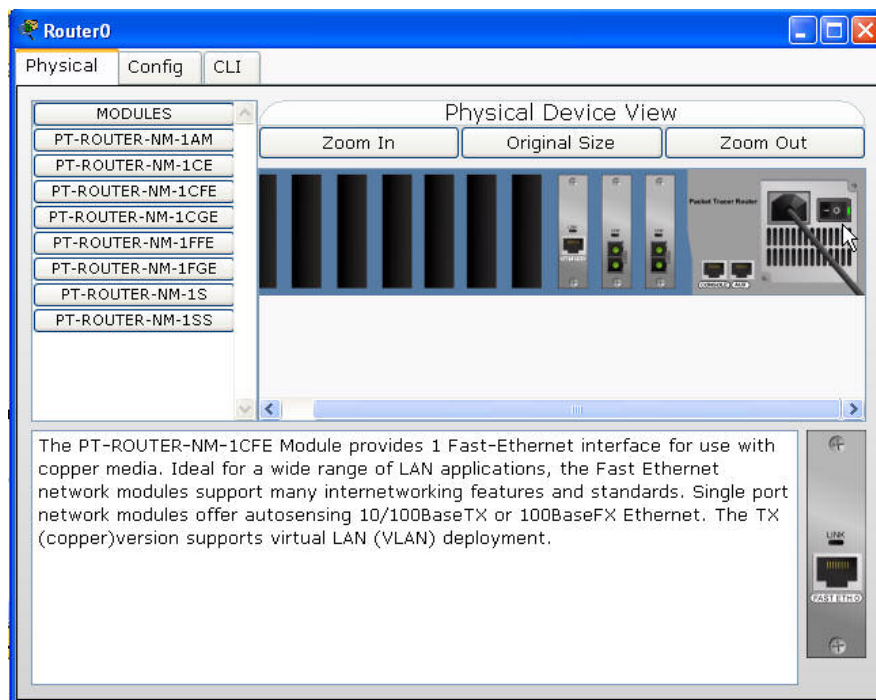 Router0
Physical
Config
CLI
MODULES
PT-ROUTER-NM-1AM
PT-ROUTER-NM-1CE
PT-ROUTER-NM-1CFE
PT-ROUTER-NM-1CGE
PT-ROUTER-NM-1FFE
PT-ROUTER-NM-1FGE
PT-ROUTER-NM-1S
PT-ROUTER-NM-1SS
Physical Device View
Zoom In
Original Size
Zoom Out
LINK
LINK
LINK
Packet Tracer Router
CONSOLE
AUX
The PT-ROUTER-NM-1CFE Module provides 1 Fast-Ethernet interface for use with
copper media. Ideal for a wide range of LAN applications, the Fast Ethernet
network modules support many internetworking features and standards. Single port
network modules offer autosensing 10/100BaseTX or 100BaseFX Ethernet. The TX
(copper)version supports virtual LAN (VLAN) deployment.
LINK
FAST ETH 0